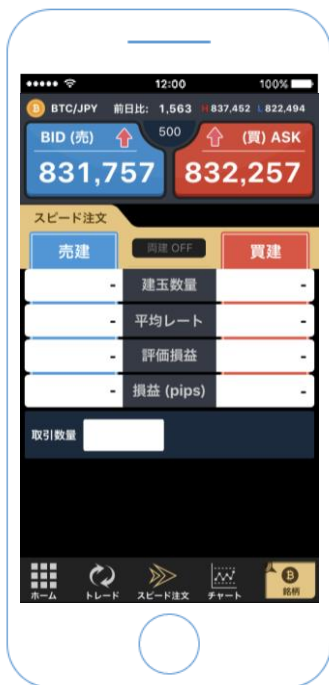 12:00
100%
BTC/JPY 前日比: 1,563 H 837,452 L 822,494
BID (売) 500 (買) ASK
831,757 832,257
スピード注文
売建 両建 OFF 買建
- 建玉数量 -
- 平均レート -
- 評価損益 -
- 損益 (pips) -
取引数量
ホーム トレード スピード注文 チャート 銘柄